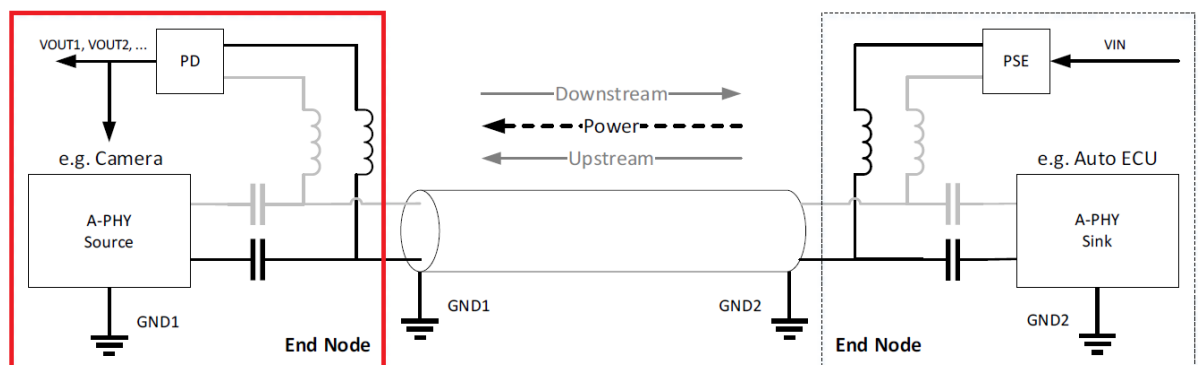 VOUT1, VOUT2, ...
PD
PSE
VIN
Downstream
Power
Upstream
e.g. Camera
e.g. Auto ECU
A-PHY
Source
A-PHY
Sink
GND1
GND1
GND2
GND2
End Node
End Node